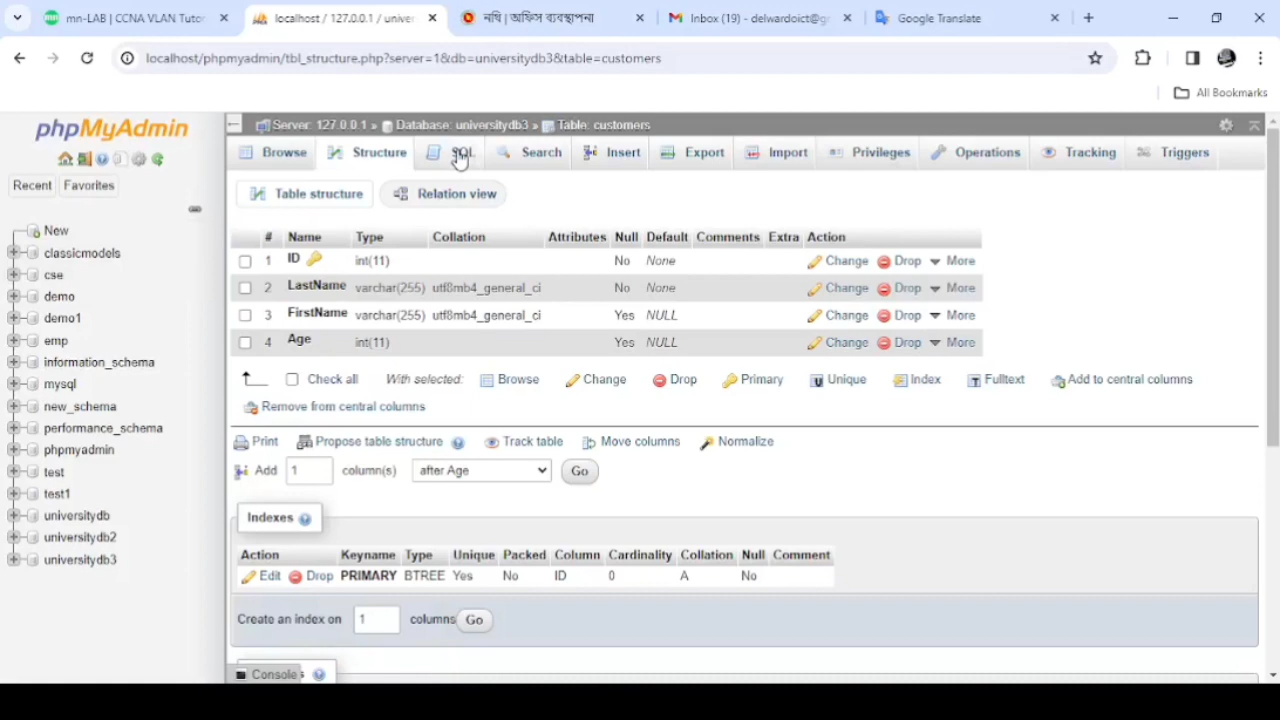 mn-LAB | CCNA VLAN Tutor
localhost / 127.0.0.1 / univer
নথি | অফিস ব্যবস্থাপনা
Inbox (19) - delwardoict@g
Google Translate
localhost/phpmyadmin/tbl_structure.php?server=1&db=universitydb3&table=customers
All Bookmarks
phpMyAdmin
Recent Favorites
New
classicmodels
cse
demo
demo1
emp
information_schema
mysql
new_schema
performance_schema
phpmyadmin
test
test1
universitydb
universitydb2
universitydb3
Server: 127.0.0.1 » Database: universitydb3 » Table: customers
Browse Structure SQL Search Insert Export Import Privileges Operations Tracking Triggers
Table structure Relation view
# Name Type Collation Attributes Null Default Comments Extra Action
1 ID int(11) No None Change Drop More
2 LastName varchar(255) utf8mb4_general_ci No None Change Drop More
3 FirstName varchar(255) utf8mb4_general_ci Yes NULL Change Drop More
4 Age int(11) Yes NULL Change Drop More
Check all With selected: Browse Change Drop Primary Unique Index Fulltext Add to central columns
Remove from central columns
Print Propose table structure Track table Move columns Normalize
Add 1 column(s) after Age Go
Indexes
Action Keyname Type Unique Packed Column Cardinality Collation Null Comment
Edit Drop PRIMARY BTREE Yes No ID 0 A No
Create an index on 1 columns Go
Console